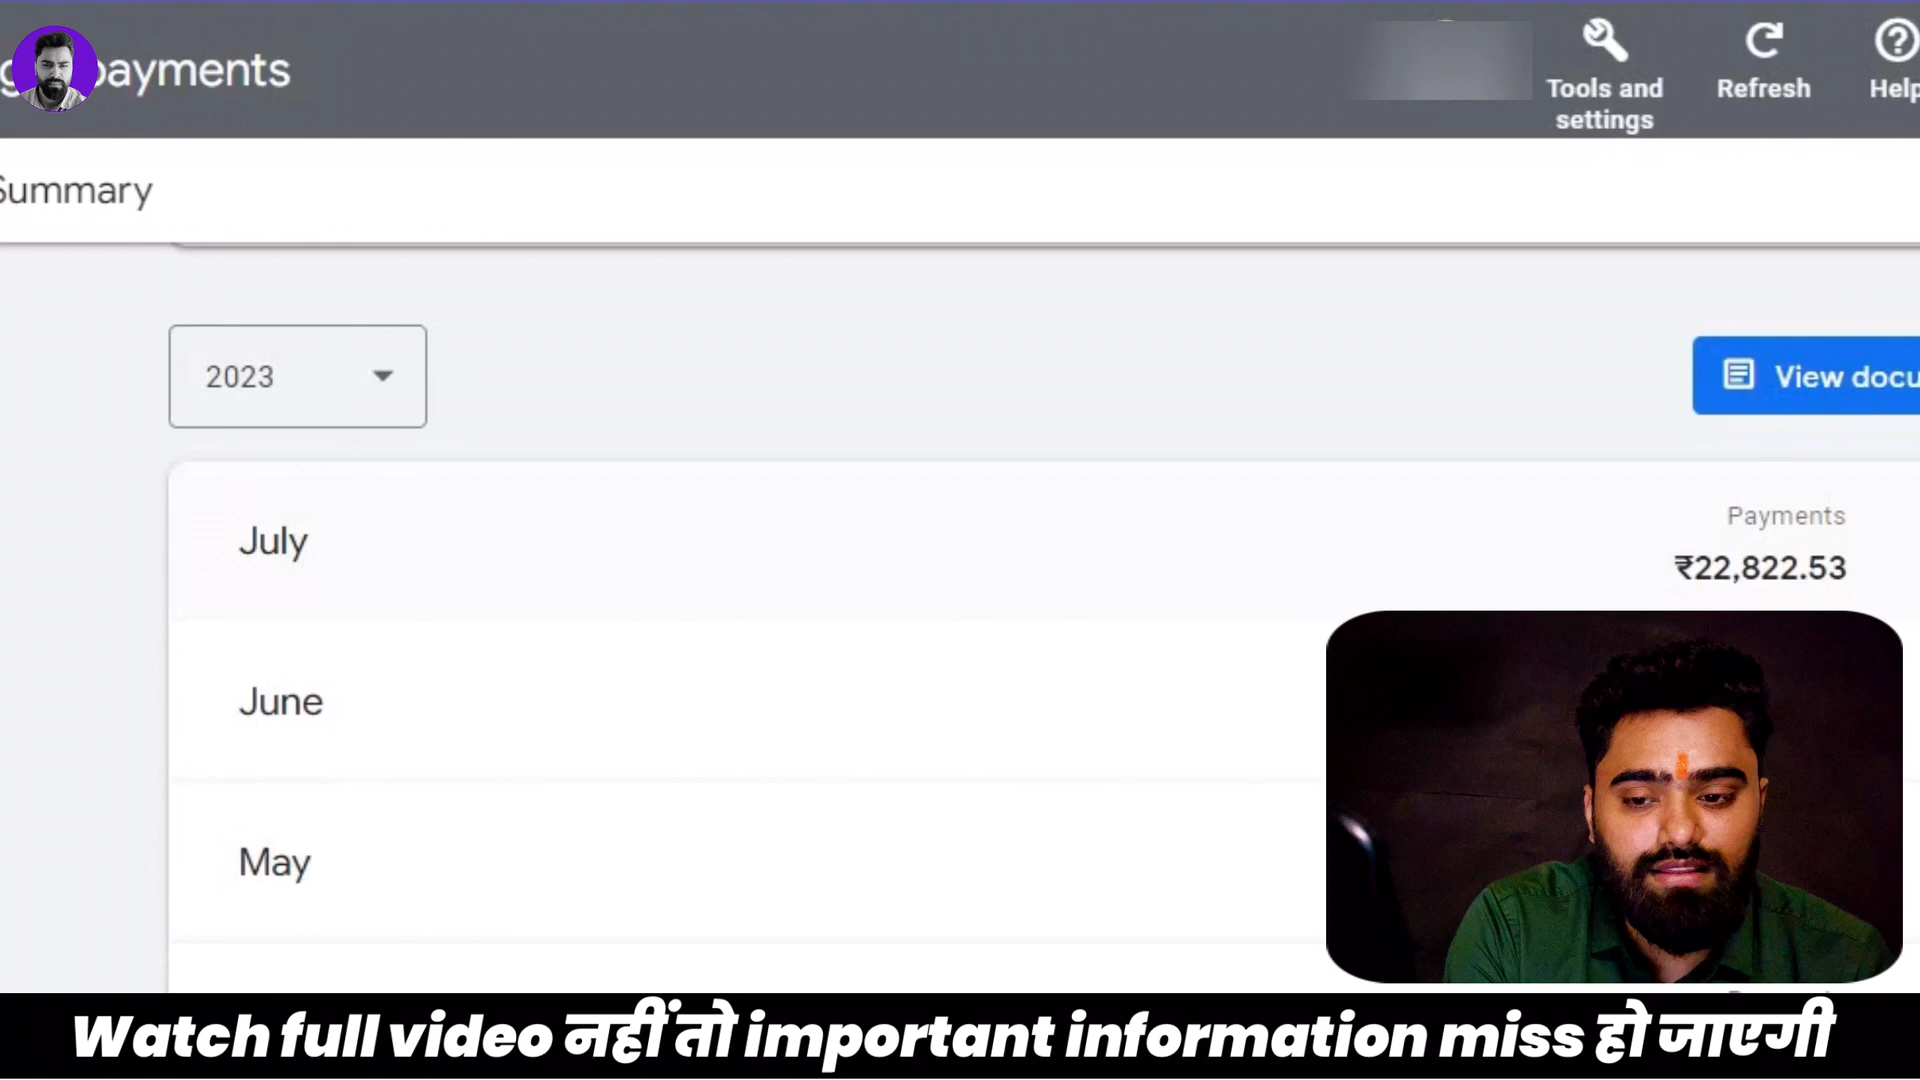 payments
Tools and settings
Refresh
Help
Summary
2023
View docu
July
Payments
₹22,822.53
June
May
Watch full video नहीं तो important information miss हो जाएगी